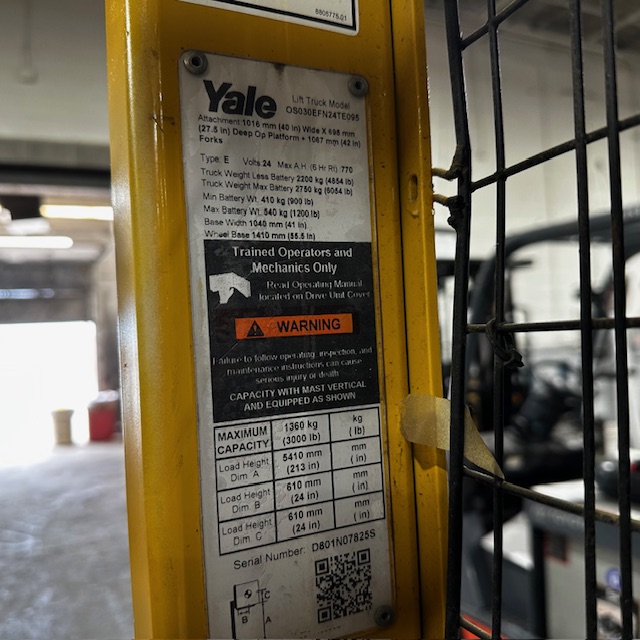 6805775-01
Yale
Lift Truck Model
OS030EFN24TE095
Attachment 1016 mm (40 in) Wide X 698 mm
(27.5 in) Deep Op Platform + 1067 mm (42 in)
Forks
Type E Volts 24 Max A.H. (6 Hr Rt) 770
Truck Weight Less Battery 2200 kg (4854 lb)
Truck Weight Max Battery 2750 kg (6054 lb)
Min Battery Wt. 410 kg (900 lb)
Max Battery Wt. 540 kg (1200 lb)
Base Width 1040 mm (41 in)
Wheel Base 1410 mm (55.5 in)
Trained Operators and
Mechanics Only
Read Operating Manual
located on Drive Unit Cover
WARNING
Failure to follow operating, inspection, and
maintenance instructions can cause
serious injury or death
CAPACITY WITH MAST VERTICAL
AND EQUIPPED AS SHOWN
MAXIMUM CAPACITY 1360 kg (3000 lb) kg (lb)
Load Height Dim. A 5410 mm (213 in) mm (in)
Load Height Dim. B 610 mm (24 in) mm (in)
Load Height Dim. C 610 mm (24 in) mm (in)
Serial Number: D801N07825S
C
B A